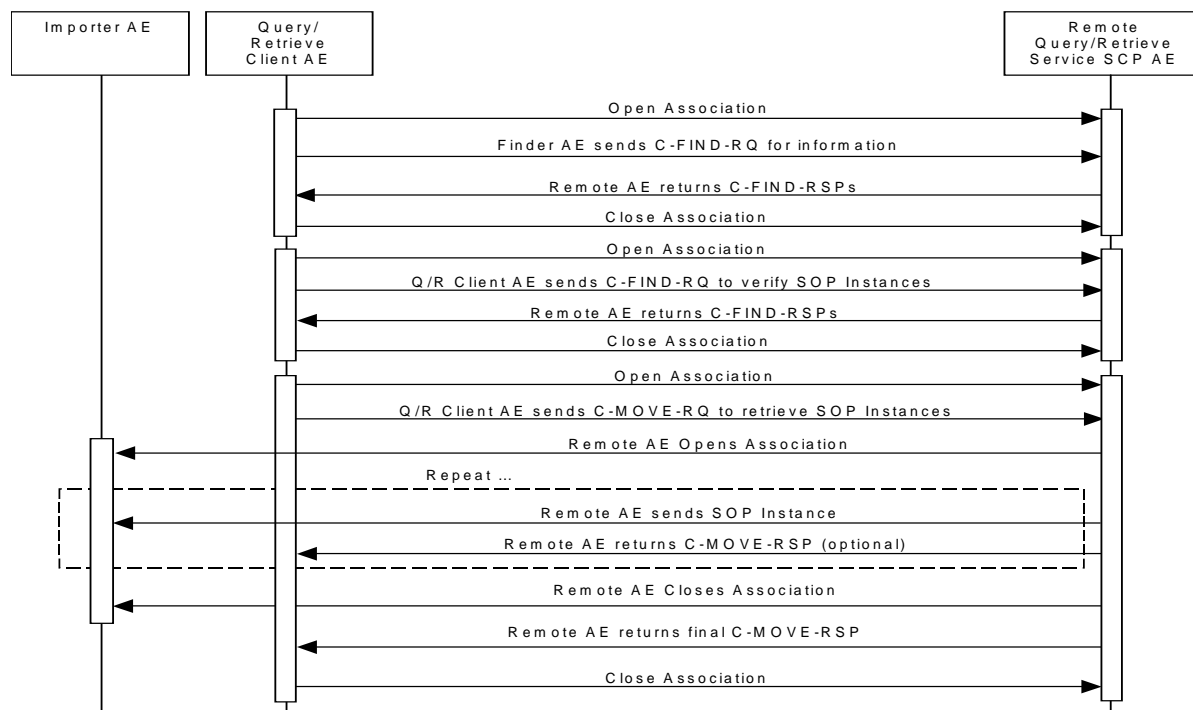 Importer AE
Query/
Retrieve
Client AE
Remote
Query/Retrieve
Service SCP AE
Open Association
Finder AE sends C-FIND-RQ for information
Remote AE returns C-FIND-RSPs
Close Association
Open Association
Q/R Client AE sends C-FIND-RQ to verify SOP Instances
Remote AE returns C-FIND-RSPs
Close Association
Open Association
Q/R Client AE sends C-MOVE-RQ to retrieve SOP Instances
Remote AE Opens Association
Repeat ...
Remote AE sends SOP Instance
Remote AE returns C-MOVE-RSP (optional)
Remote AE Closes Association
Remote AE returns final C-MOVE-RSP
Close Association